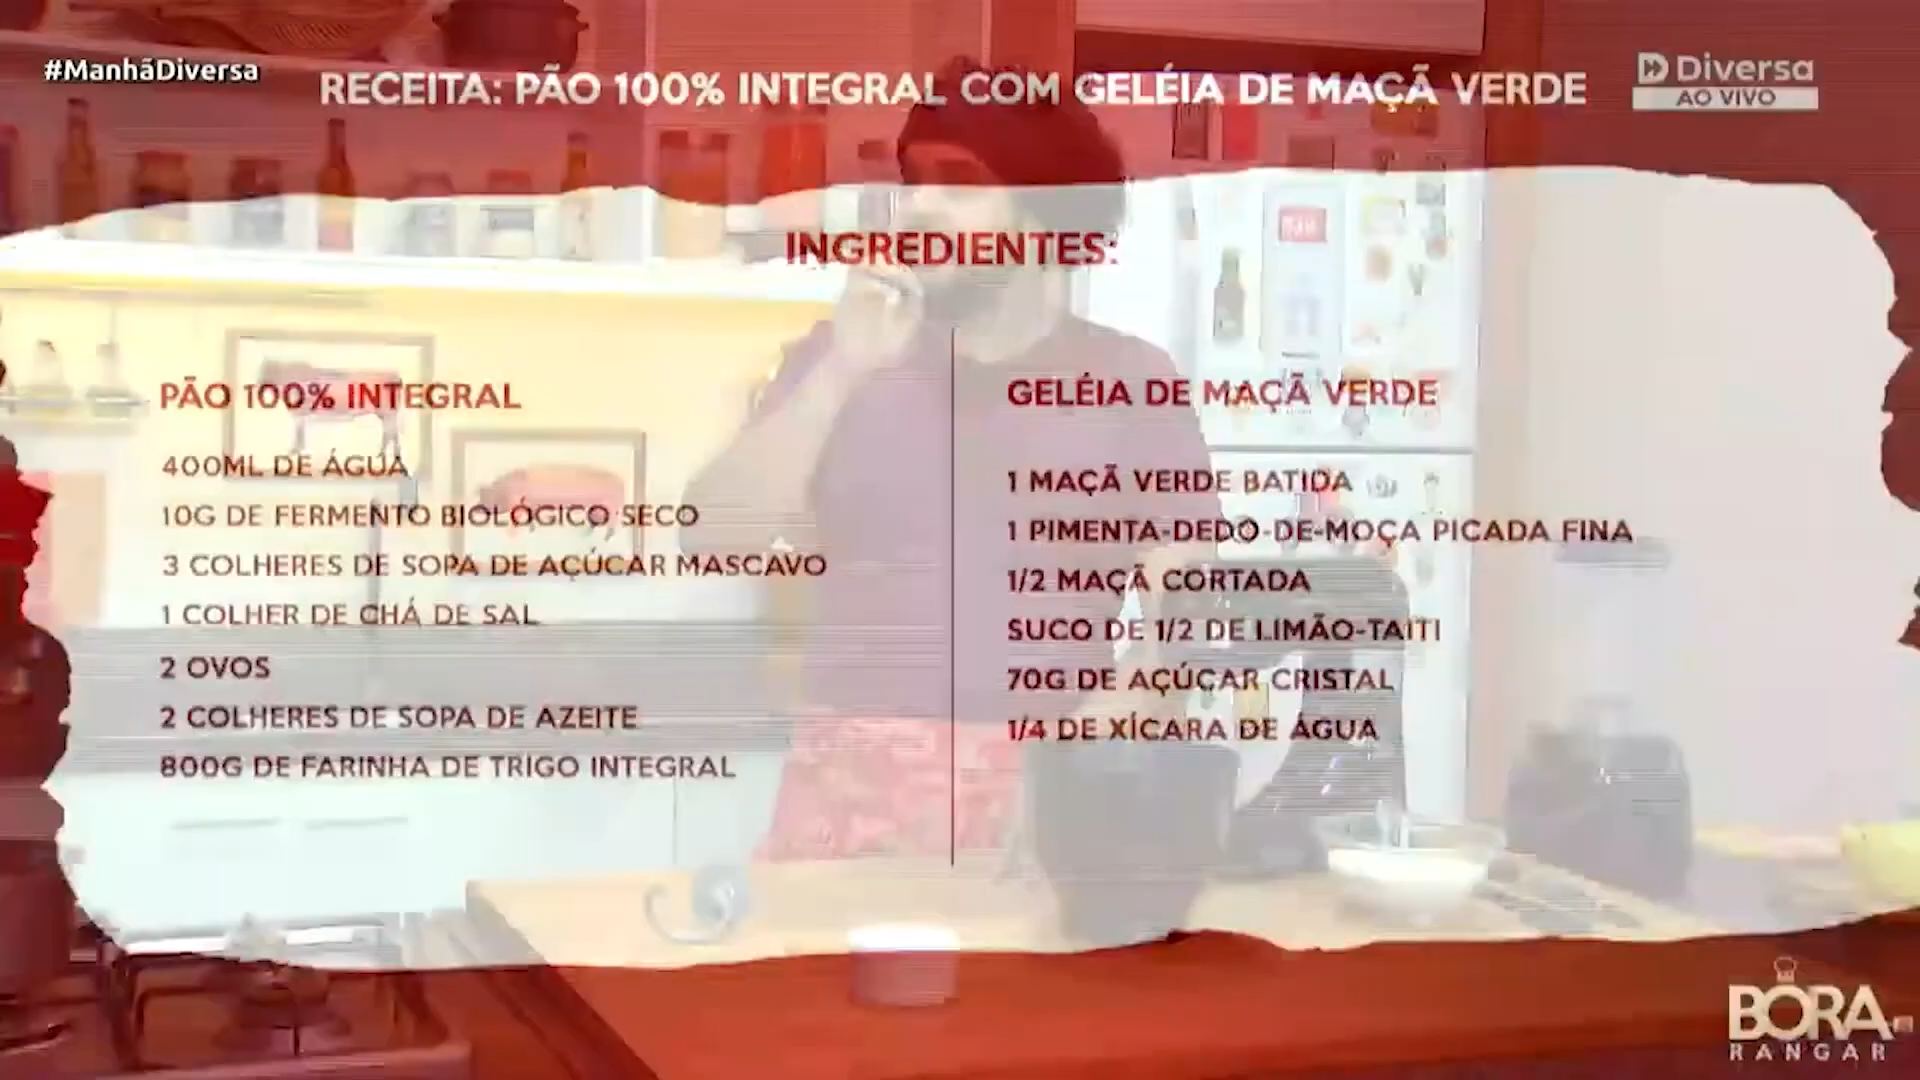 #ManhãDiversa
RECEITA: PÃO 100% INTEGRAL COM GELÉIA DE MAÇÃ VERDE
Diversa
AO VIVO
INGREDIENTES:
PÃO 100% INTEGRAL
400ML DE ÁGUA
10G DE FERMENTO BIOLÓGICO SECO
3 COLHERES DE SOPA DE AÇÚCAR MASCAVO
1 COLHER DE CHÁ DE SAL
2 OVOS
2 COLHERES DE SOPA DE AZEITE
800G DE FARINHA DE TRIGO INTEGRAL
GELÉIA DE MAÇÃ VERDE
1 MAÇÃ VERDE BATIDA
1 PIMENTA-DEDO-DE-MOÇA PICADA FINA
1/2 MAÇÃ CORTADA
SUCO DE 1/2 DE LIMÃO-TAITI
70G DE AÇÚÇAR CRISTAL
1/4 DE XÍCARA DE ÁGUA
BORA
RANGAR